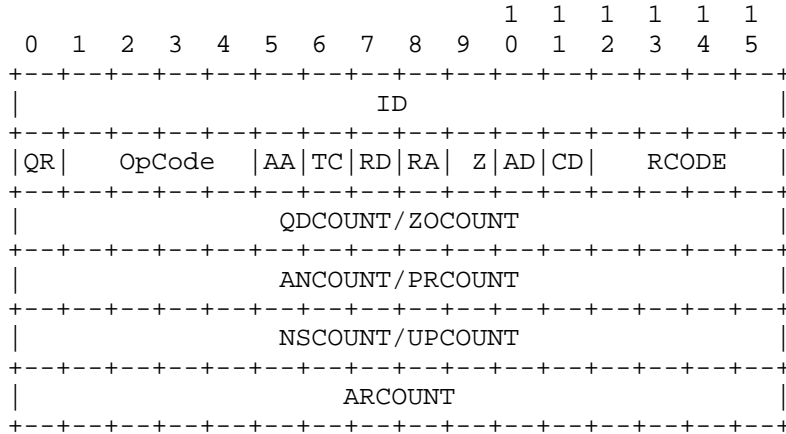 1 1 1 1 1 1
0 1 2 3 4 5 6 7 8 9 0 1 2 3 4 5
+--+--+--+--+--+--+--+--+--+--+--+--+--+--+--+--+
| ID |
+--+--+--+--+--+--+--+--+--+--+--+--+--+--+--+--+
|QR| OpCode |AA|TC|RD|RA| Z|AD|CD| RCODE |
+--+--+--+--+--+--+--+--+--+--+--+--+--+--+--+--+
| QDCOUNT/ZOCOUNT |
+--+--+--+--+--+--+--+--+--+--+--+--+--+--+--+--+
| ANCOUNT/PRCOUNT |
+--+--+--+--+--+--+--+--+--+--+--+--+--+--+--+--+
| NSCOUNT/UPCOUNT |
+--+--+--+--+--+--+--+--+--+--+--+--+--+--+--+--+
| ARCOUNT |
+--+--+--+--+--+--+--+--+--+--+--+--+--+--+--+--+